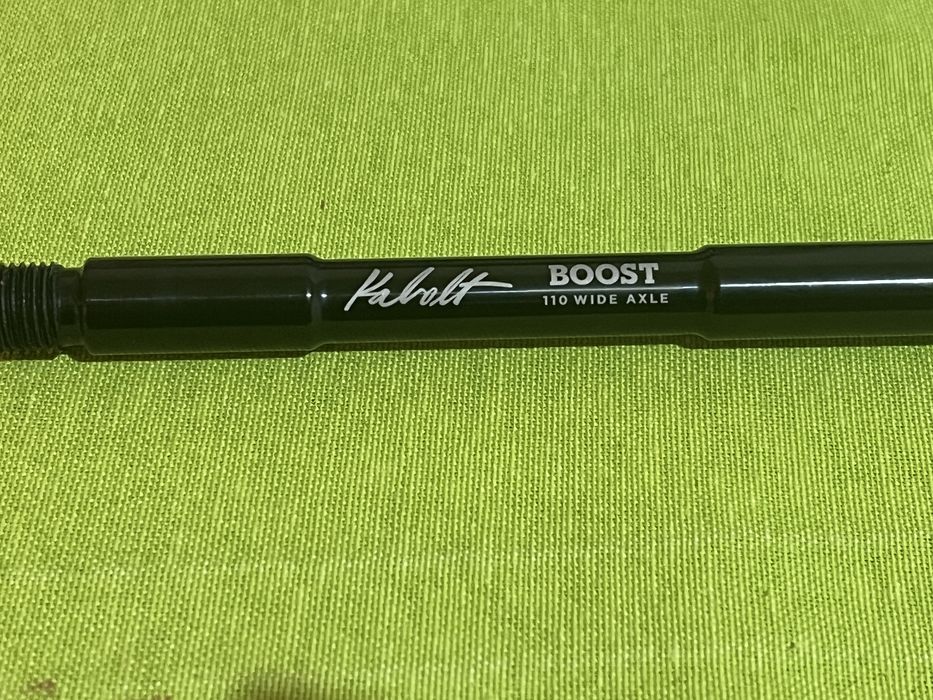 Kabolt
BOOST
110 WIDE AXLE